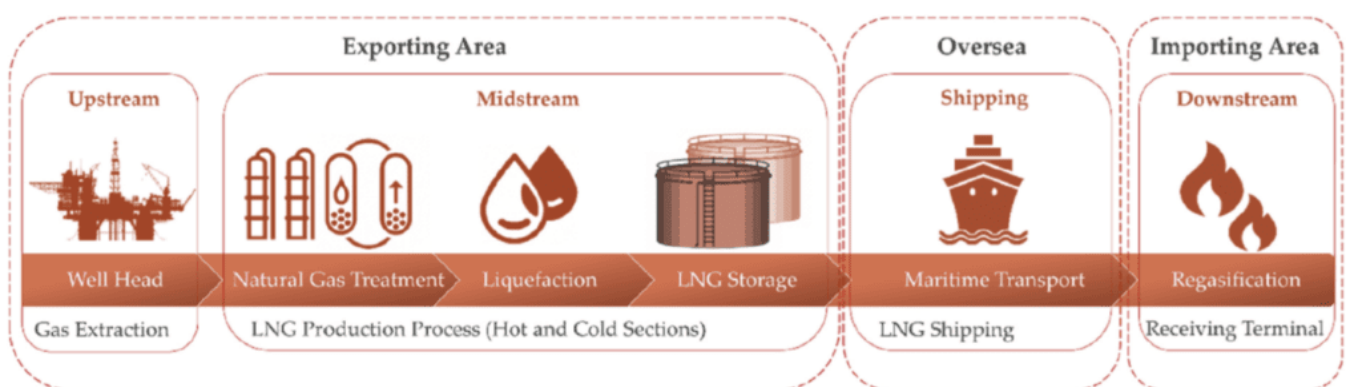 Exporting Area
Oversea
Importing Area
Upstream
Midstream
Shipping
Downstream
Well Head
Natural Gas Treatment
Liquefaction
LNG Storage
Maritime Transport
Regasification
Gas Extraction
LNG Production Process (Hot and Cold Sections)
LNG Shipping
Receiving Terminal